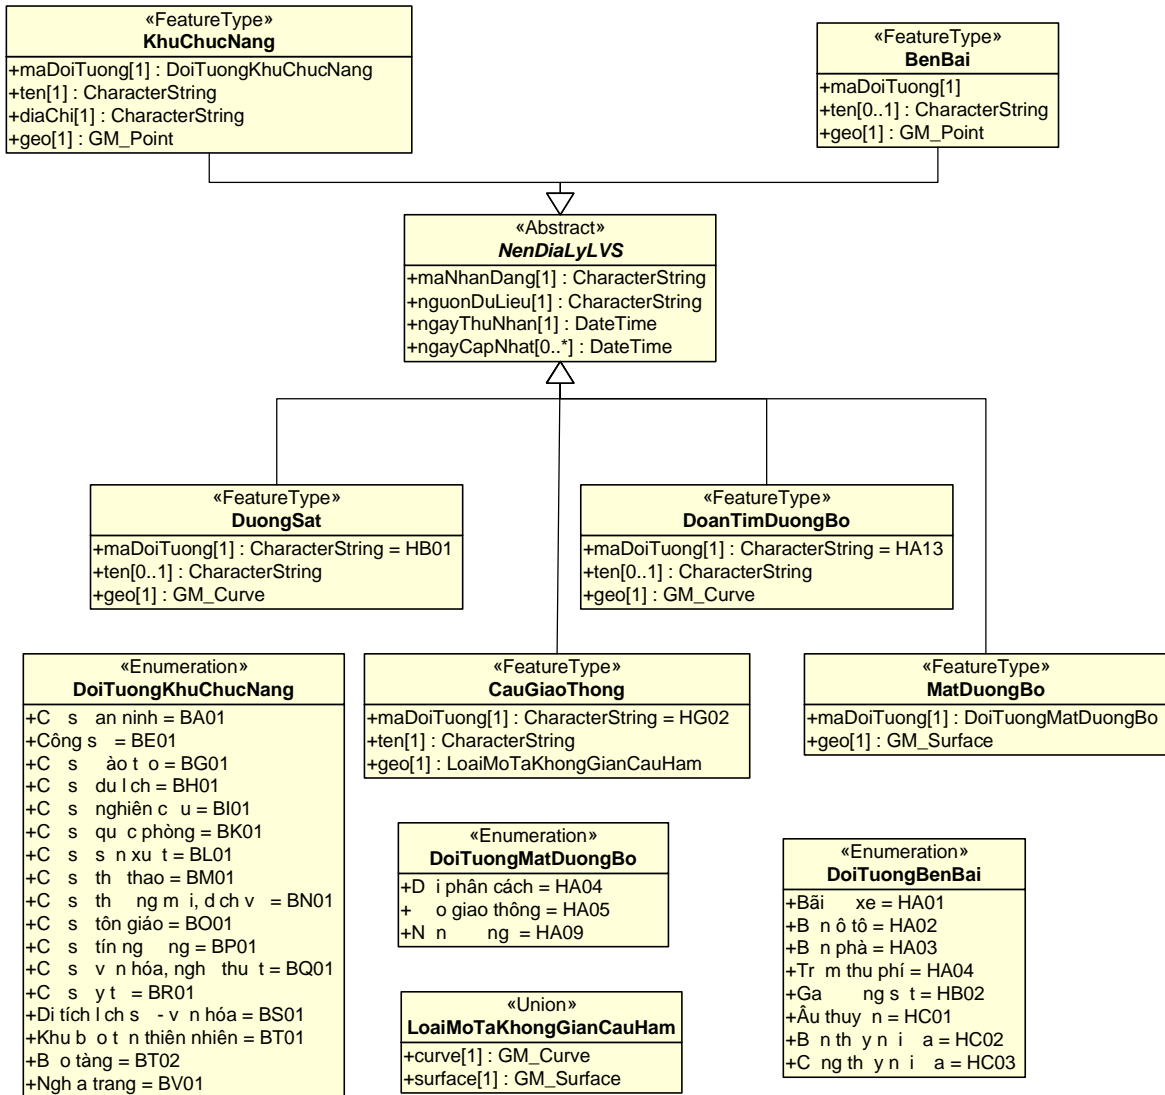 «FeatureType»
KhuChucNang
+maDoiTuong[1] : DoiTuongKhuChucNang
+ten[1] : CharacterString
+diaChi[1] : CharacterString
+geo[1] : GM_Point
«FeatureType»
BenBai
+maDoiTuong[1]
+ten[0..1] : CharacterString
+geo[1] : GM_Point
«Abstract»
NenDiaLyLVS
+maNhanDang[1] : CharacterString
+nguonDuLieu[1] : CharacterString
+ngayThuNhan[1] : DateTime
+ngayCapNhat[0..*] : DateTime
«FeatureType»
DuongSat
+maDoiTuong[1] : CharacterString = HB01
+ten[0..1] : CharacterString
+geo[1] : GM_Curve
«FeatureType»
DoanTimDuongBo
+maDoiTuong[1] : CharacterString = HA13
+ten[0..1] : CharacterString
+geo[1] : GM_Curve
«Enumeration»
DoiTuongKhuChucNang
+C s an ninh = BA01
+Công s = BE01
+C s ào t o = BG01
+C s du l ch = BH01
+C s nghiên c u = BI01
+C s qu c phòng = BK01
+C s s n xu t = BL01
+C s th thao = BM01
+C s th ng m i, d ch v = BN01
+C s tôn giáo = BO01
+C s tín ng ng = BP01
+C s v n hóa, ngh thu t = BQ01
+C s y t = BR01
+Di tích l ch s - v n hóa = BS01
+Khu b o t n thiên nhiên = BT01
+B o tàng = BT02
+Ngh a trang = BV01
«FeatureType»
CauGiaoThong
+maDoiTuong[1] : CharacterString = HG02
+ten[1] : CharacterString
+geo[1] : LoaiMoTaKhongGianCauHam
«FeatureType»
MatDuongBo
+maDoiTuong[1] : DoiTuongMatDuongBo
+geo[1] : GM_Surface
«Enumeration»
DoiTuongMatDuongBo
+D i phân cách = HA04
+ o giao thông = HA05
+N n ng = HA09
«Enumeration»
DoiTuongBenBai
+Bãi xe = HA01
+B n ô tô = HA02
+B n phà = HA03
+Tr m thu phí = HA04
+Ga ng s t = HB02
+Âu thuy n = HC01
+B n th y n i a = HC02
+C ng th y n i a = HC03
«Union»
LoaiMoTaKhongGianCauHam
+curve[1] : GM_Curve
+surface[1] : GM_Surface